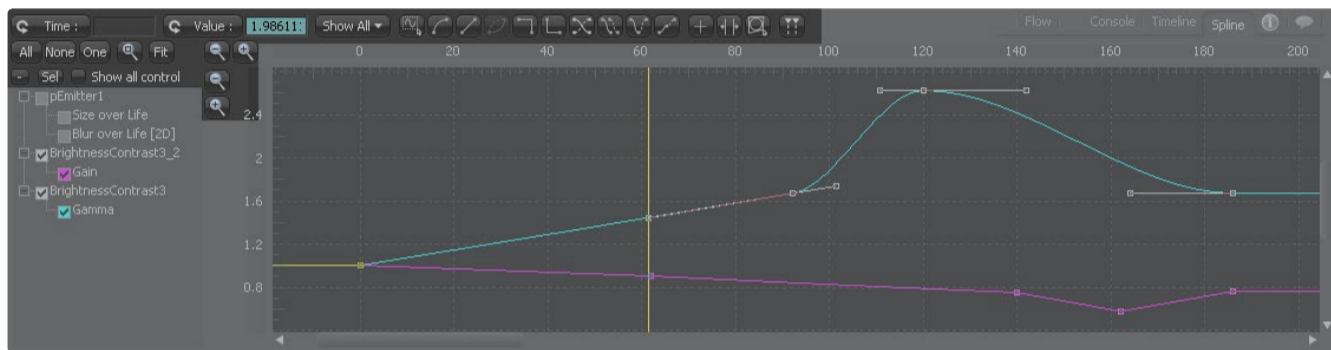 Time : Value : 1.98611: Show All Flow Console Timeline Spline
All None One Fit
0 20 40 60 80 100 120 140 160 180 200
- Sel Show all control
pEmitter1
Size over Life
Blur over Life [2D]
BrightnessContrast3_2
Gain
BrightnessContrast3
Gamma
2.4
2
1.6
1.2
0.8